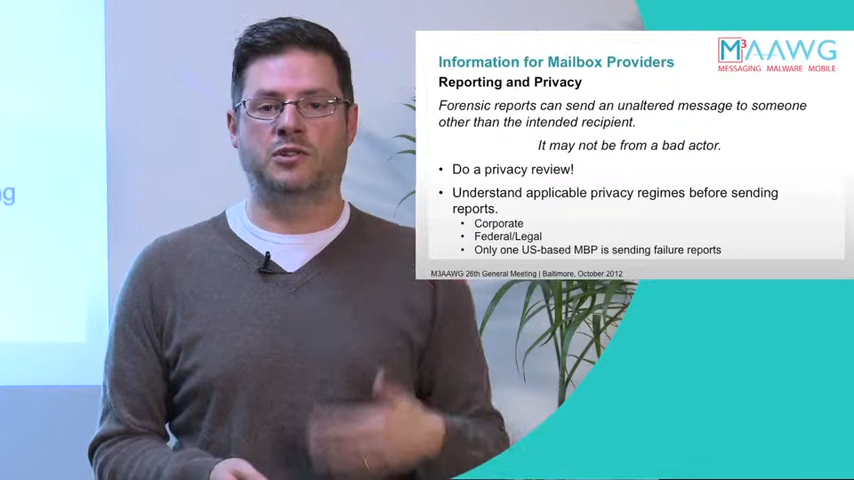 ng
Information for Mailbox Providers
Reporting and Privacy
M3AAWG
MESSAGING MALWARE MOBILE
Forensic reports can send an unaltered message to someone
other than the intended recipient.
It may not be from a bad actor.
• Do a privacy review!
• Understand applicable privacy regimes before sending
reports.
• Corporate
• Federal/Legal
• Only one US-based MBP is sending failure reports
M3AAWG 26th General Meeting | Baltimore, October 2012